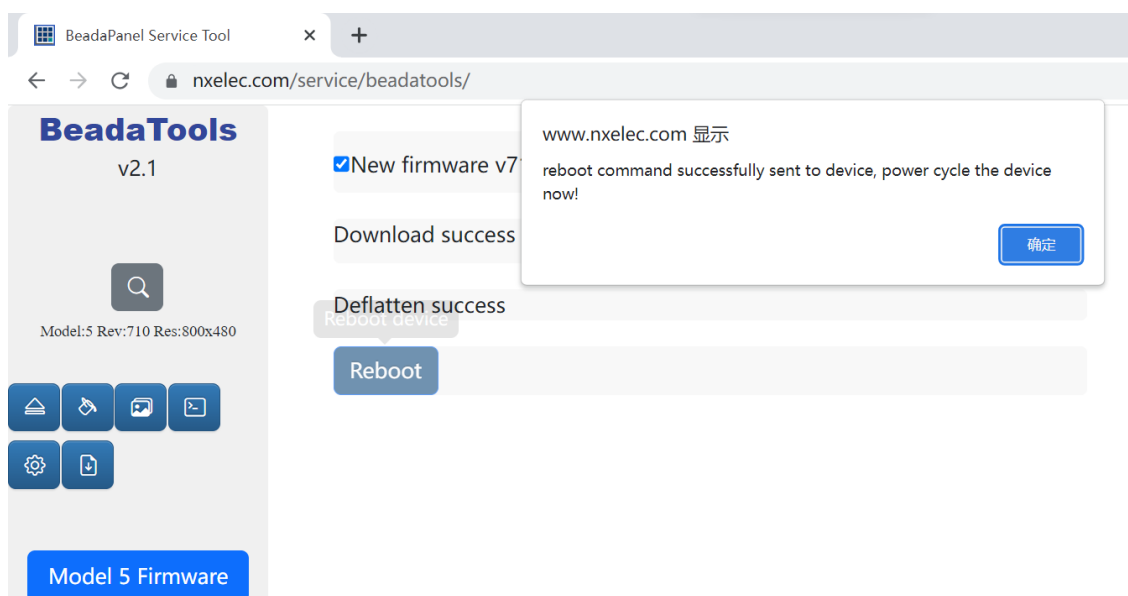 BeadaPanel Service Tool
nxelec.com/service/beadatools/
BeadaTools
v2.1
Model:5 Rev:710 Res:800x480
Model 5 Firmware
New firmware v7
Download success
Deflatten success
Reboot device
Reboot
www.nxelec.com 显示
reboot command successfully sent to device, power cycle the device
now!
确定